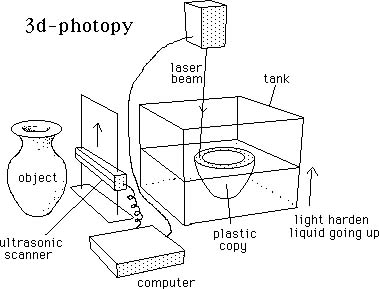 3d-photopy
laser
beam
tank
object
ultrasonic
scanner
plastic
copy
light harden
liquid going up
computer